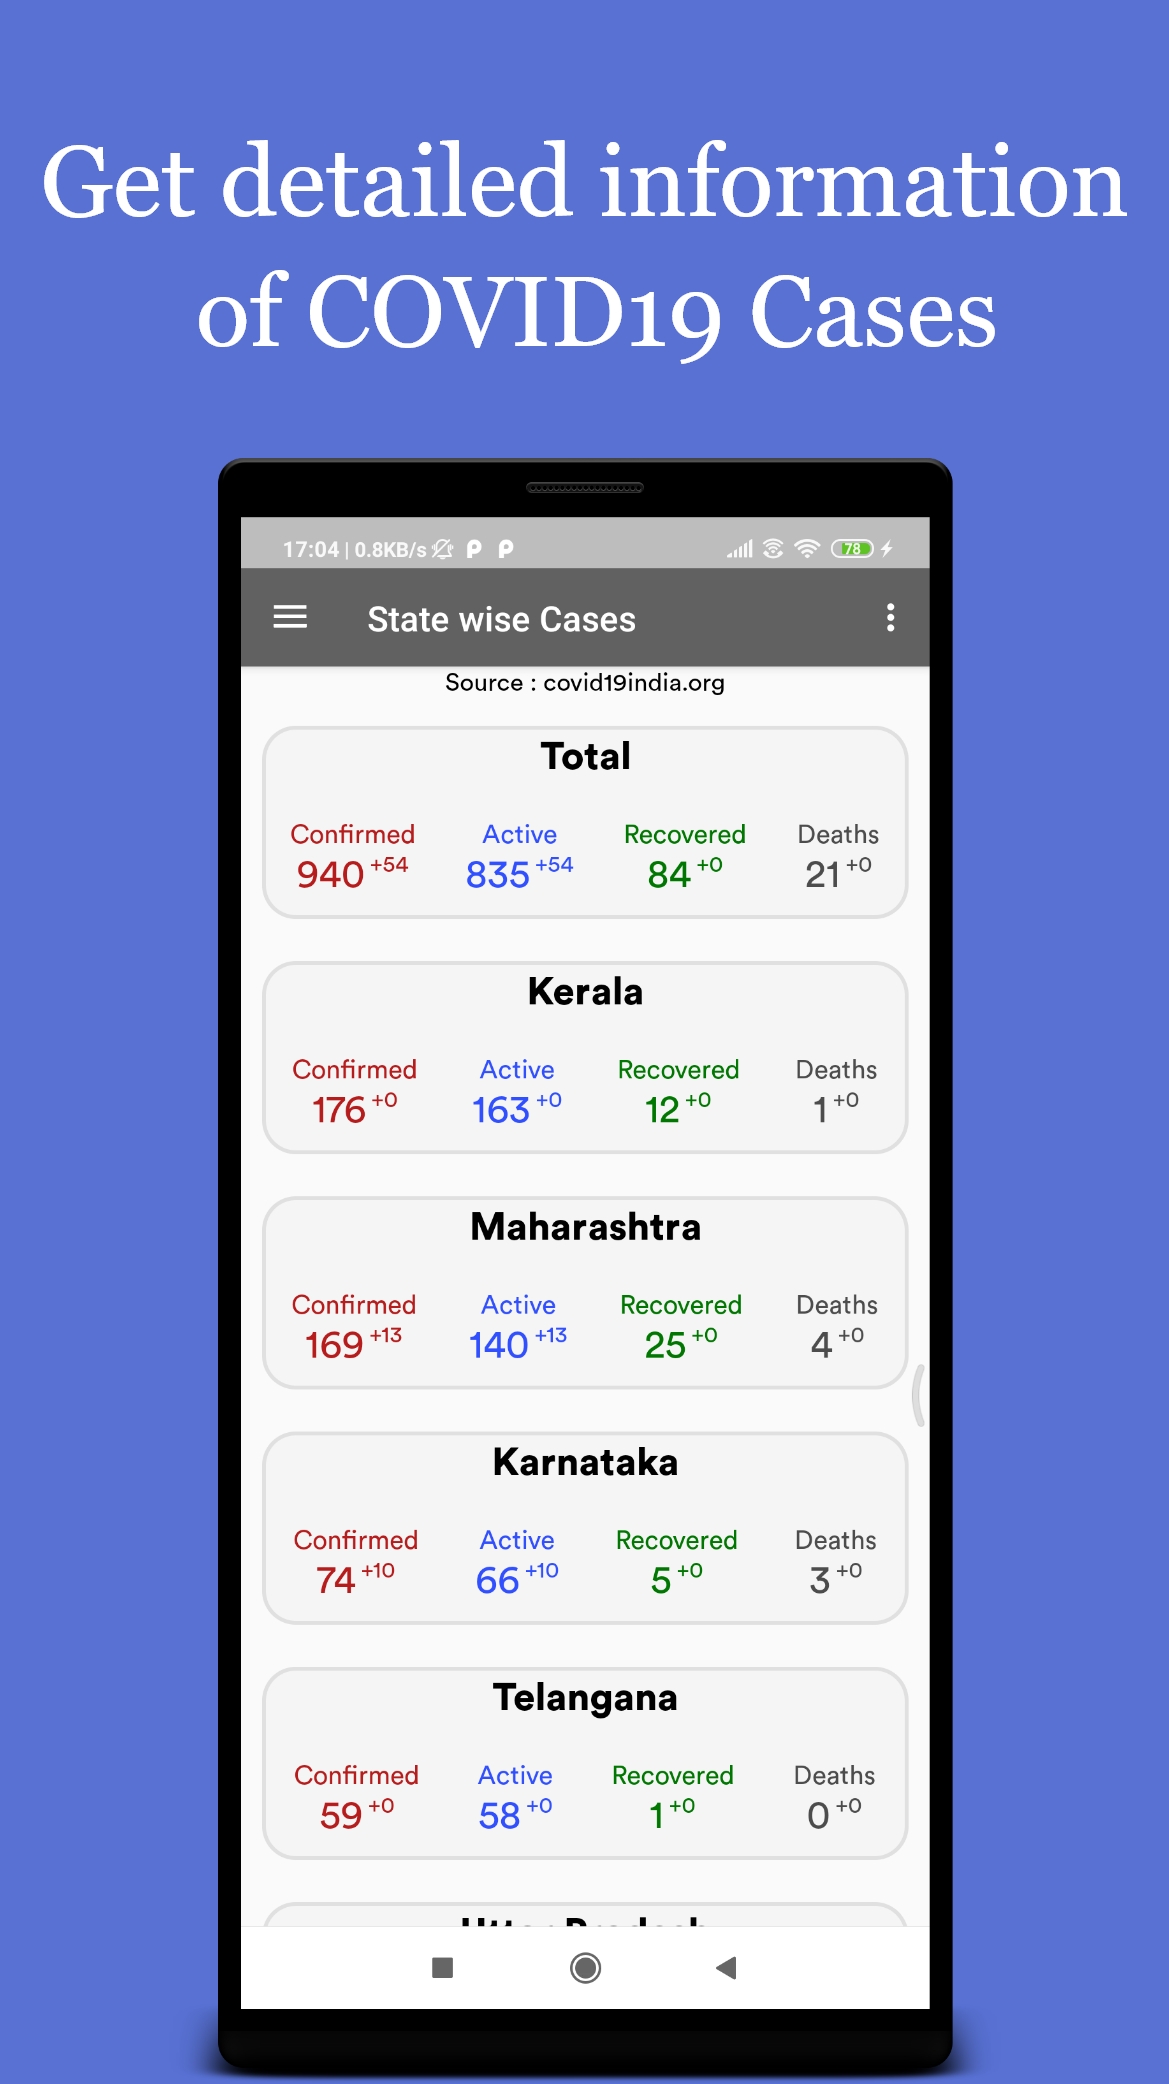 Get detailed information
of COVID19 Cases
17:04 | 0.8KB/s
78
State wise Cases
Source : covid19india.org
Total
Confirmed Active Recovered Deaths
940 +54 835 +54 84 +0 21 +0
Kerala
Confirmed Active Recovered Deaths
176 +0 163 +0 12 +0 1 +0
Maharashtra
Confirmed Active Recovered Deaths
169 +13 140 +13 25 +0 4 +0
Karnataka
Confirmed Active Recovered Deaths
74 +10 66 +10 5 +0 3 +0
Telangana
Confirmed Active Recovered Deaths
59 +0 58 +0 1 +0 0 +0
Uttar Pradesh